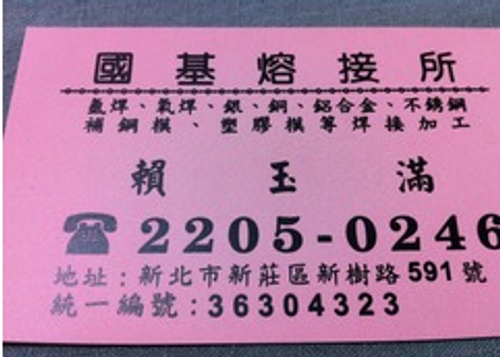 國基熔接所
氬焊、氧焊、銀、銅、鋁合金、不銹鋼
補鋼模、塑膠模等焊接加工
賴玉滿
☎2205-0246
地址：新北市新莊區新樹路591號
統一編號：36304323